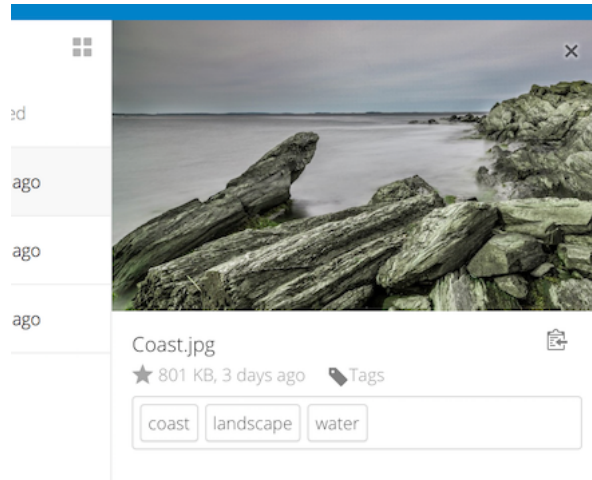 ed
ago
ago
ago
Coast.jpg
801 KB, 3 days ago Tags
coast landscape water